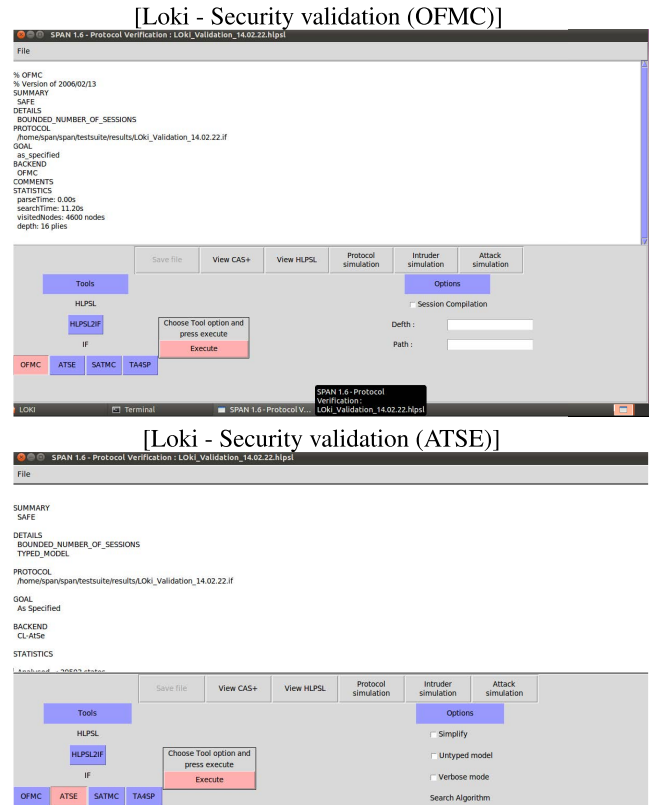 [Loki - Security validation (OFMC)]
SPAN 1.6 - Protocol Verification : LOki_Validation_14.02.22.hlpsl
File
% OFMC
% Version of 2006/02/13
SUMMARY
SAFE
DETAILS
BOUNDED_NUMBER_OF_SESSIONS
PROTOCOL
/home/span/span/testsuite/results/LOki_Validation_14.02.22.if
GOAL
as_specified
BACKEND
OFMC
COMMENTS
STATISTICS
parseTime: 0.00s
searchTime: 11.20s
visitedNodes: 4600 nodes
depth: 16 plies
Save file View CAS+ View HLPSL Protocol simulation Intruder simulation Attack simulation
Tools
Options
HLPSL
Session Compilation
HLPSL2IF
Choose Tool option and
press execute
Execute
Defth :
IF
Path :
OFMC ATSE SATMC TA4SP
SPAN 1.6 - Protocol
Verification :
LOki_Validation_14.02.22.hlpsl
LOKI Terminal SPAN 1.6 - Protocol V...
[Loki - Security validation (ATSE)]
SPAN 1.6 - Protocol Verification : LOki_Validation_14.02.22.hlpsl
File
SUMMARY
SAFE
DETAILS
BOUNDED_NUMBER_OF_SESSIONS
TYPED_MODEL
PROTOCOL
/home/span/span/testsuite/results/LOki_Validation_14.02.22.if
GOAL
As Specified
BACKEND
CL-AtSe
STATISTICS
Save file View CAS+ View HLPSL Protocol simulation Intruder simulation Attack simulation
Tools
Options
HLPSL
Simplify
HLPSL2IF
Choose Tool option and
press execute
Execute
Untyped model
IF
Verbose mode
OFMC ATSE SATMC TA4SP
Search Algorithm